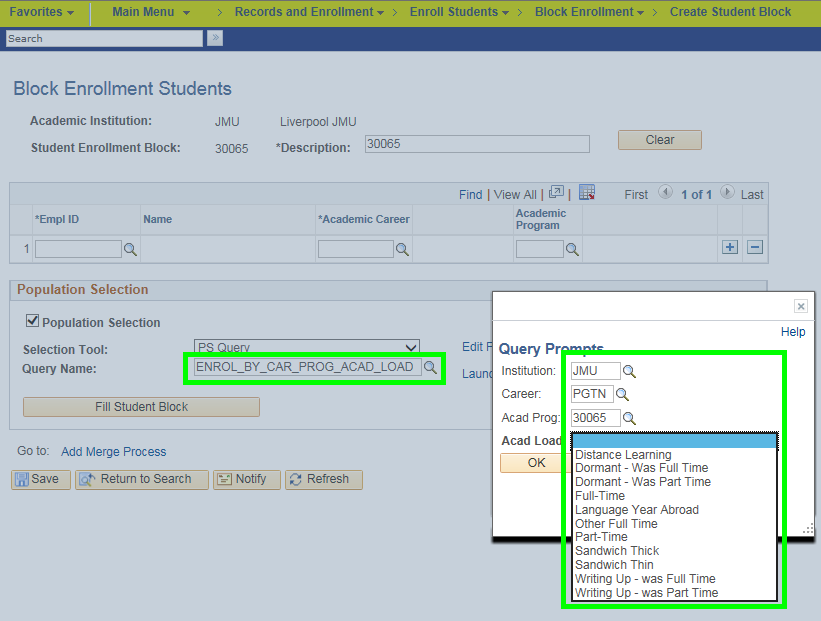 Favorites Main Menu > Records and Enrollment > Enroll Students > Block Enrollment > Create Student Block
Search »
Block Enrollment Students
Academic Institution: JMU Liverpool JMU
Student Enrollment Block: 30065 *Description: 30065 Clear
Find | View All | | First 1 of 1 Last
*Empl ID Name *Academic Career Academic Program
1
Population Selection
Population Selection
Selection Tool: PS Query Edit
Query Name: ENROL_BY_CAR_PROG_ACAD_LOAD
Fill Student Block
Go to: Add Merge Process
Save Return to Search Notify Refresh
×
Help
Query Prompts
Institution: JMU
Career: PGTN
Acad Prog: 30065
Acad Load
OK
Distance Learning
Dormant - Was Full Time
Dormant - Was Part Time
Full-Time
Language Year Abroad
Other Full Time
Part-Time
Sandwich Thick
Sandwich Thin
Writing Up - was Full Time
Writing Up - was Part Time